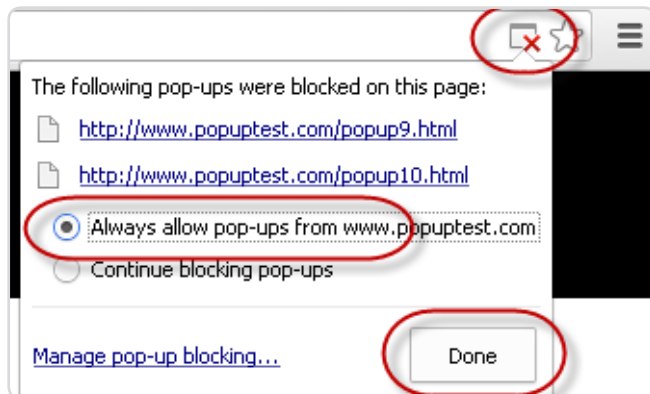 The following pop-ups were blocked on this page:
http://www.popuptest.com/popup9.html
http://www.popuptest.com/popup10.html
Always allow pop-ups from www.popuptest.com
Continue blocking pop-ups
Manage pop-up blocking...
Done